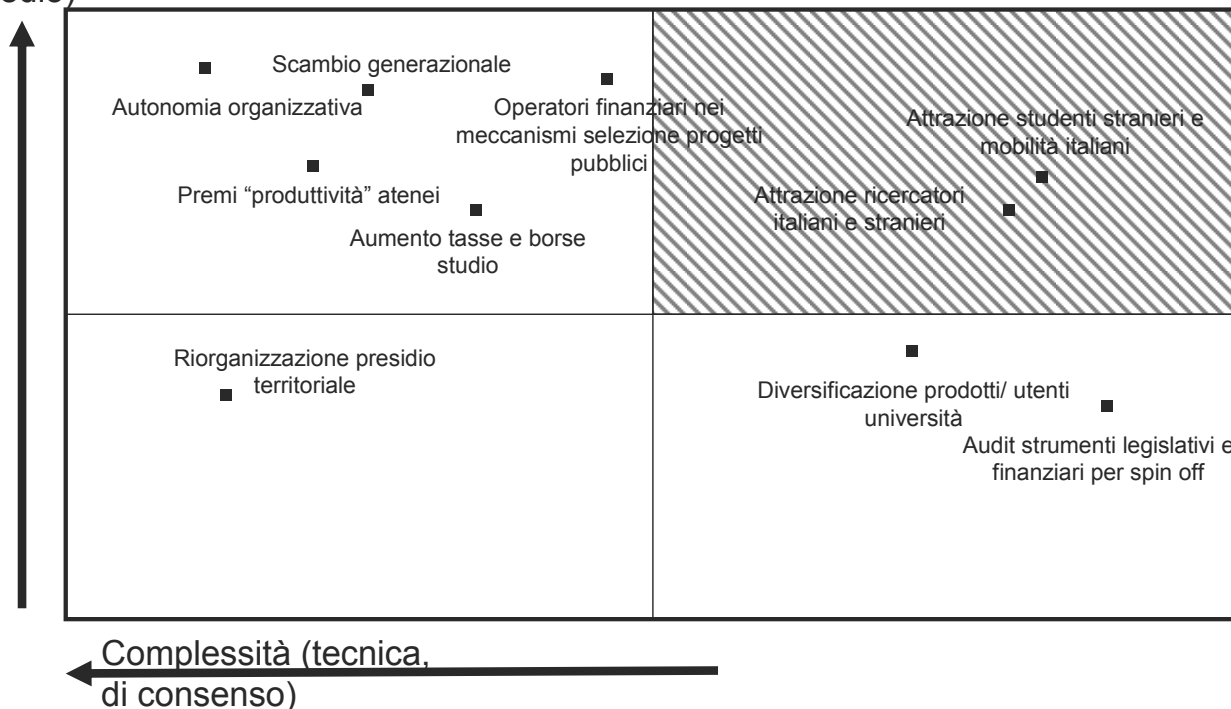 Scambio generazionale
Autonomia organizzativa
Operatori finanziari nei
meccanismi selezione progetti
pubblici
Attrazione studenti stranieri e
mobilità italiani
Premi “produttività” atenei
Attrazione ricercatori
italiani e stranieri
Aumento tasse e borse
studio
Riorganizzazione presidio
territoriale
Diversificazione prodotti/ utenti
università
Audit strumenti legislativi e
finanziari per spin off
Complessità (tecnica,
di consenso)